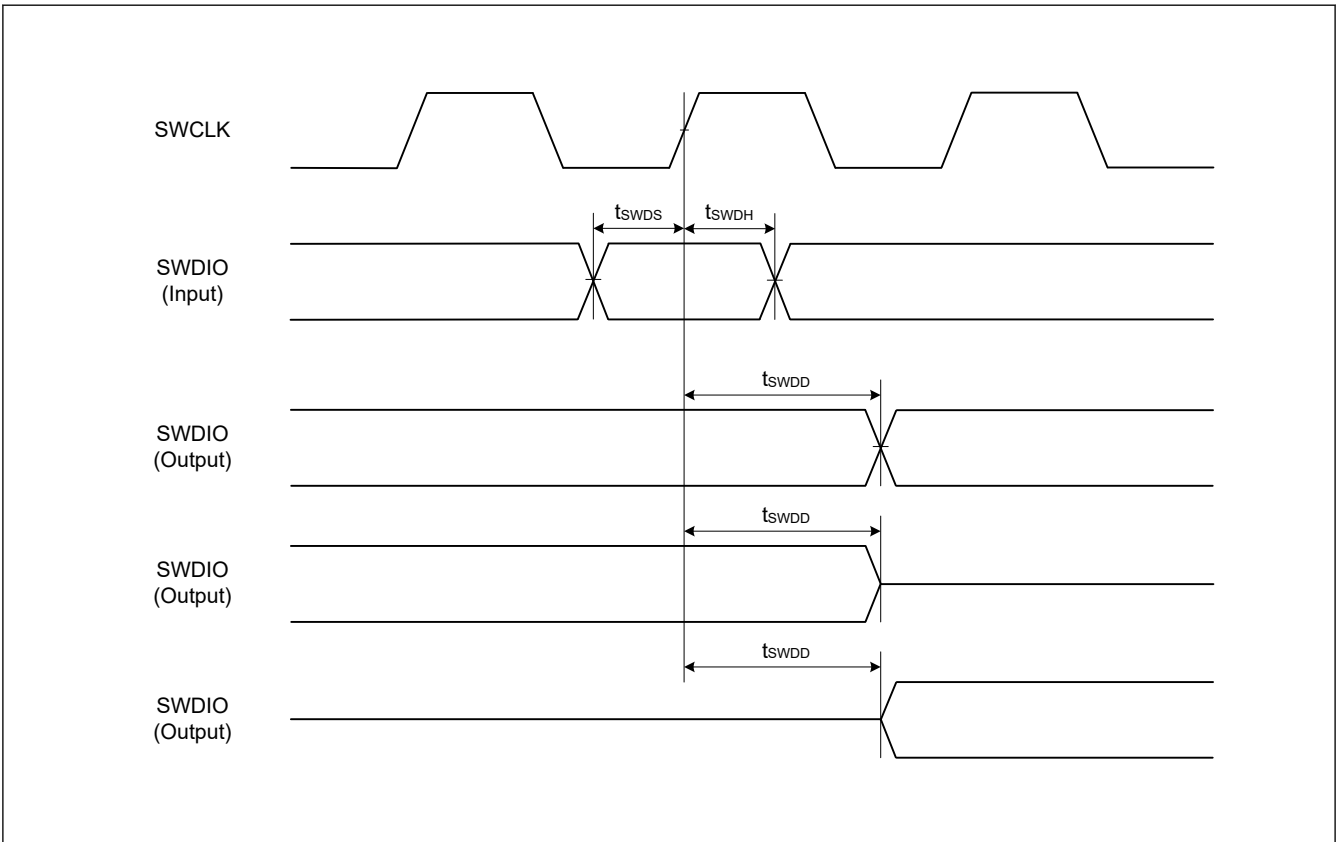 SWCLK
tSWDS
tSWDH
SWDIO
(Input)
tSWDD
SWDIO
(Output)
tSWDD
SWDIO
(Output)
tSWDD
SWDIO
(Output)